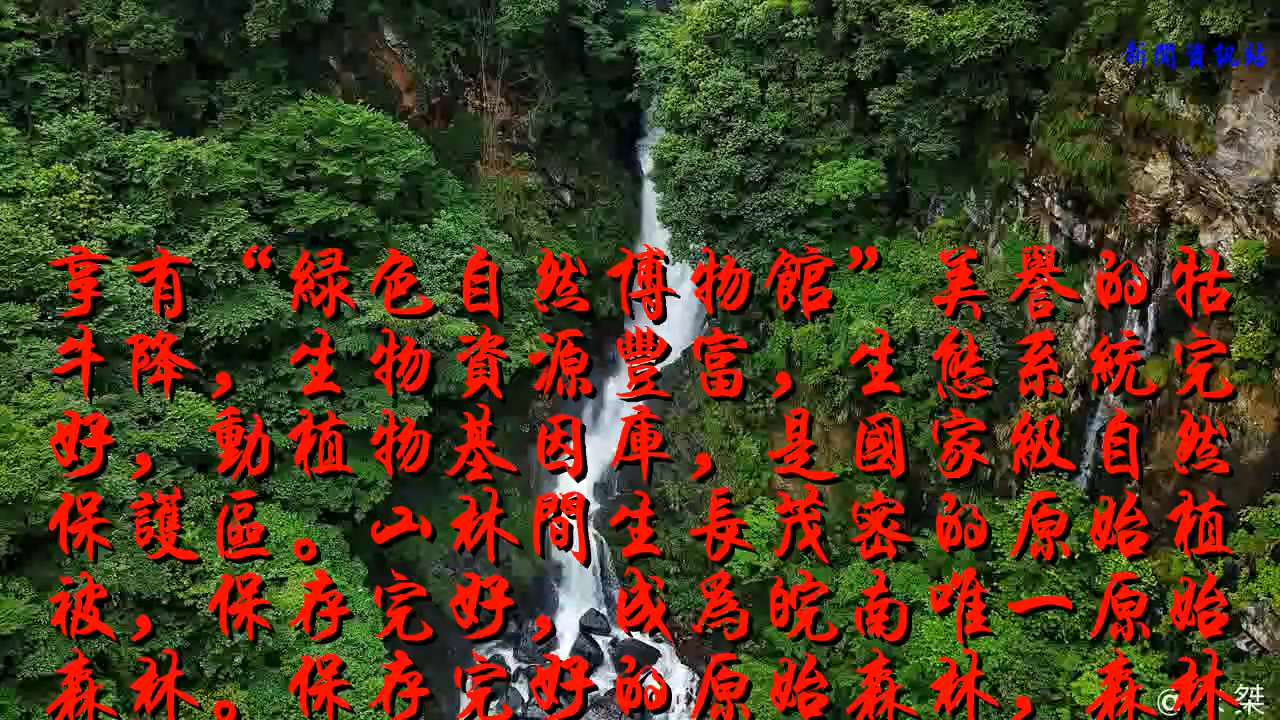 新聞資訊站
享有“緑色自然博物館”美譽的牯
牛降，生物資源豐富，生態系統完
好，動植物基因庫，是國家級自然
保護區。山林間生長茂密的原始植
被，保存完好，成為皖南唯一原始
森林。保存完好的原始森林，森林